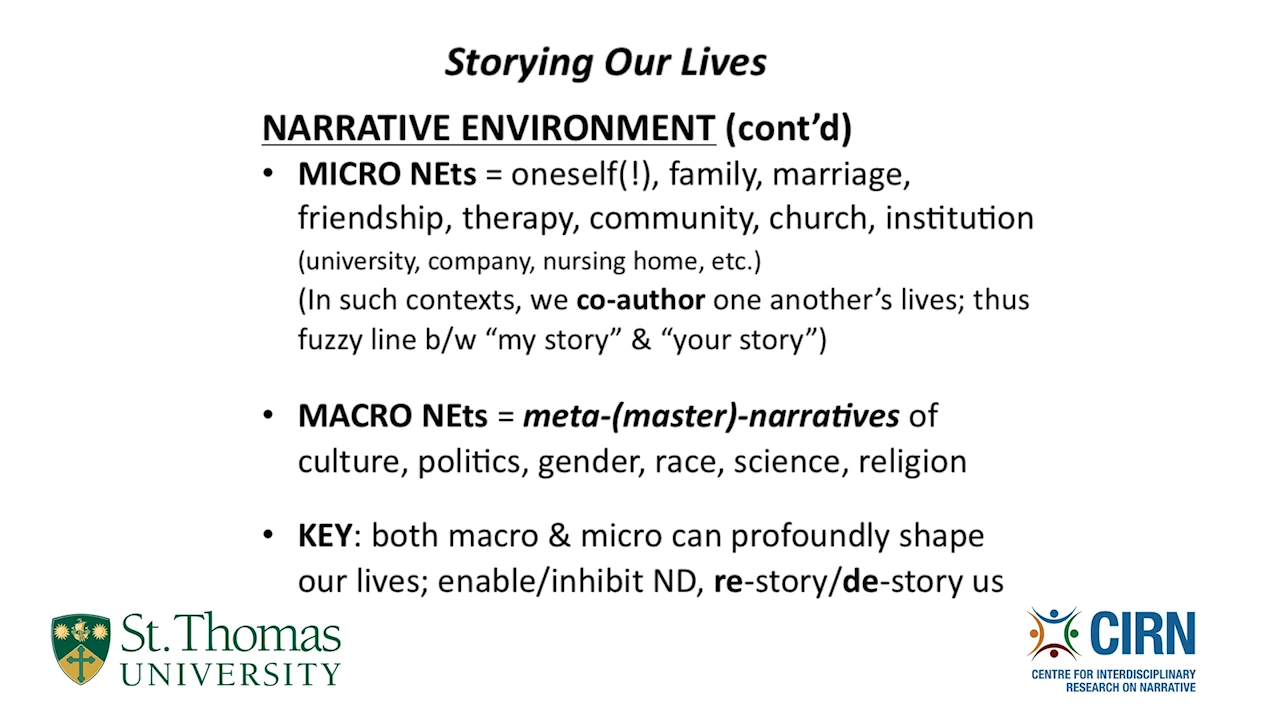 Storying Our Lives
NARRATIVE ENVIRONMENT (cont’d)
• MICRO NEts = oneself(!), family, marriage,
friendship, therapy, community, church, institution
(university, company, nursing home, etc.)
(In such contexts, we co-author one another’s lives; thus
fuzzy line b/w “my story” & “your story”)
• MACRO NEts = meta-(master)-narratives of
culture, politics, gender, race, science, religion
• KEY: both macro & micro can profoundly shape
our lives; enable/inhibit ND, re-story/de-story us
St. Thomas
UNIVERSITY
CIRN
CENTRE FOR INTERDISCIPLINARY
RESEARCH ON NARRATIVE